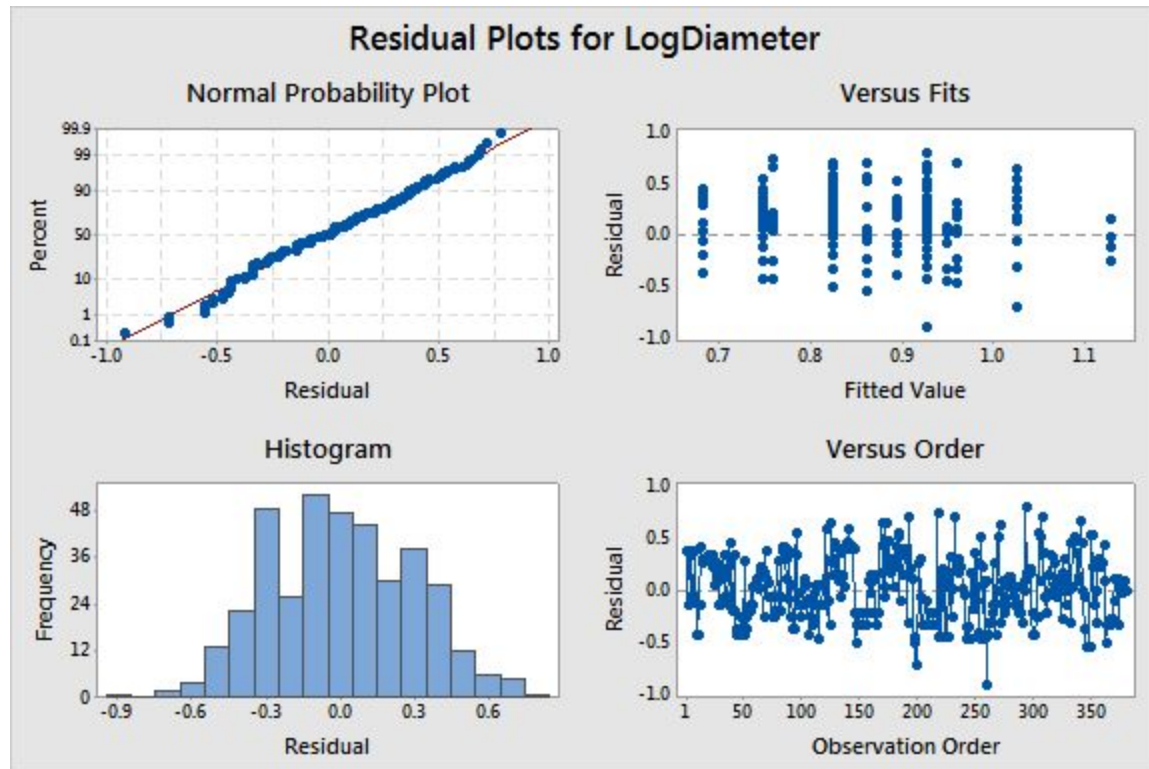 Residual Plots for LogDiameter
Normal Probability Plot
99.9
99
90
50
10
1
0.1
Percent
-1.0 -0.5 0.0 0.5 1.0
Residual
Versus Fits
1.0
0.5
0.0
-0.5
-1.0
Residual
0.7 0.8 0.9 1.0 1.1
Fitted Value
Histogram
48
36
24
12
0
Frequency
-0.9 -0.6 -0.3 0.0 0.3 0.6
Residual
Versus Order
1.0
0.5
0.0
-0.5
-1.0
Residual
1 50 100 150 200 250 300 350
Observation Order